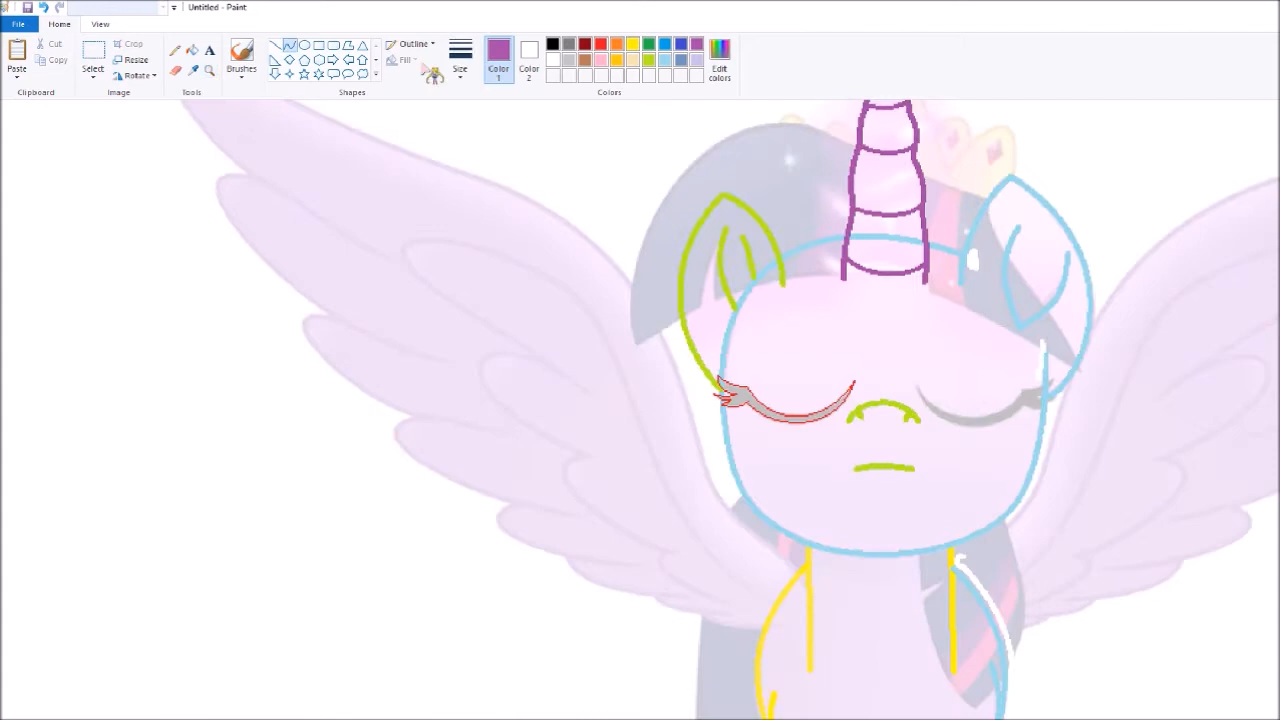 Untitled - Paint
File Home View
Paste
Cut
Copy
Clipboard
Select
Crop
Resize
Rotate
Image
Tools
Brushes
Shapes
Outline
Fill
Size
Color 1
Color 2
Edit colors
Colors